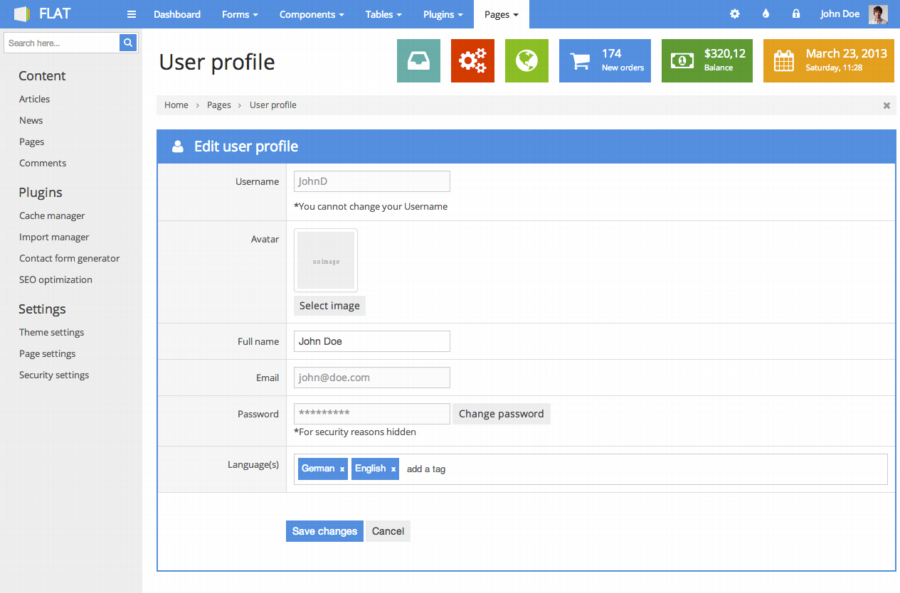 FLAT
Dashboard Forms Components Tables Plugins Pages John Doe
Search here...
Content
Articles
News
Pages
Comments
Plugins
Cache manager
Import manager
Contact form generator
SEO optimization
Settings
Theme settings
Page settings
Security settings
User profile
174
New orders
$320,12
Balance
March 23, 2013
Saturday, 11:28
Home > Pages > User profile
Edit user profile
Username JohnD
*You cannot change your Username
Avatar
no image
Select image
Full name John Doe
Email john@doe.com
Password ********* Change password
*For security reasons hidden
Language(s) German x English x add a tag
Save changes Cancel